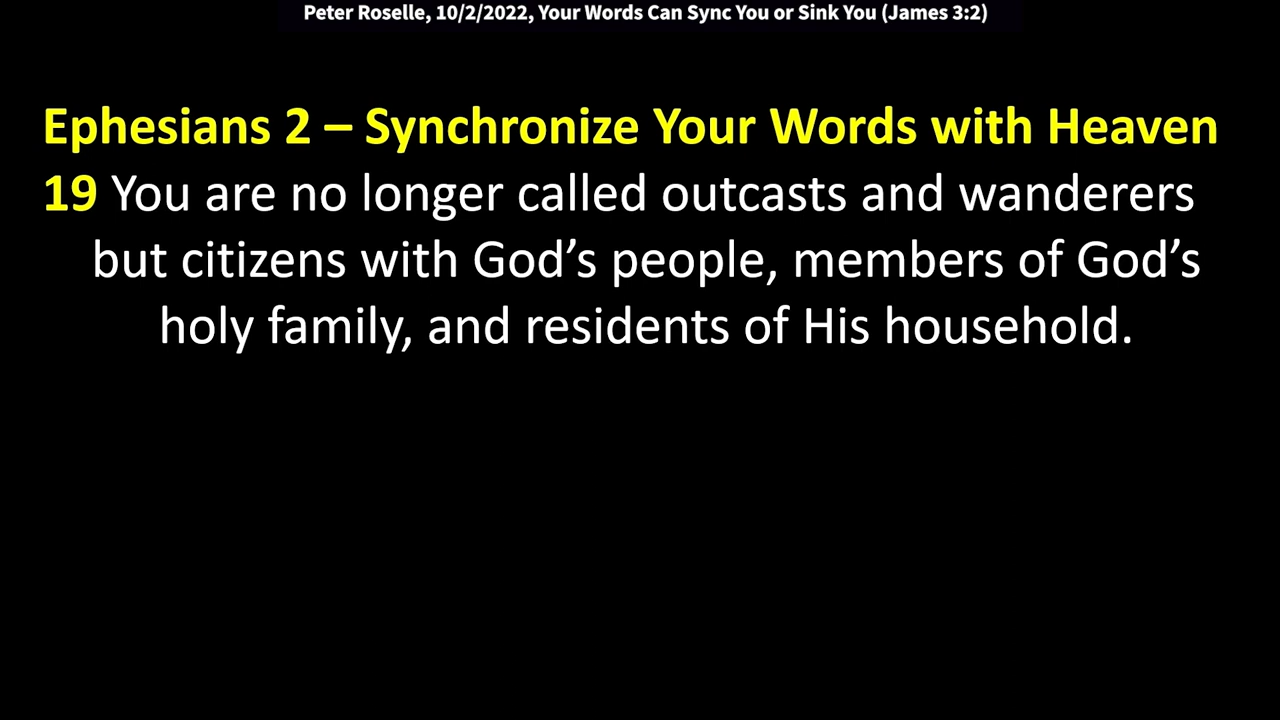 Peter Roselle, 10/2/2022, Your Words Can Sync You or Sink You (James 3:2)
Ephesians 2 – Synchronize Your Words with Heaven
19 You are no longer called outcasts and wanderers
but citizens with God’s people, members of God’s
holy family, and residents of His household.